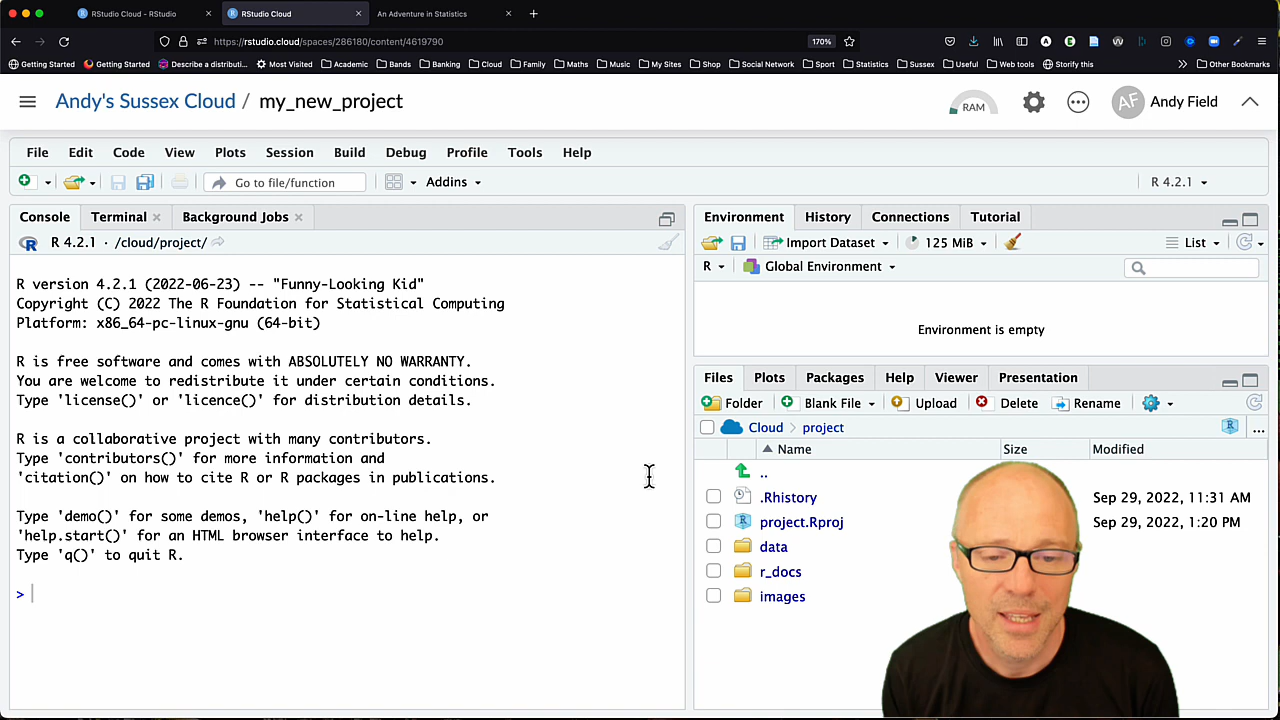 RStudio Cloud - RStudio
RStudio Cloud
An Adventure in Statistics
https://rstudio.cloud/spaces/286180/content/4619790
170%
Getting Started
Getting Started
Describe a distributi...
Most Visited
Academic
Bands
Banking
Cloud
Family
Maths
Music
My Sites
Shop
Social Network
Sport
Statistics
Sussex
Useful
Web tools
Storify this
Other Bookmarks
Andy's Sussex Cloud / my_new_project
RAM
AF
Andy Field
File Edit Code View Plots Session Build Debug Profile Tools Help
Go to file/function
Addins
R 4.2.1
Console Terminal Background Jobs
R 4.2.1 · /cloud/project/
R version 4.2.1 (2022-06-23) -- "Funny-Looking Kid"
Copyright (C) 2022 The R Foundation for Statistical Computing
Platform: x86_64-pc-linux-gnu (64-bit)
R is free software and comes with ABSOLUTELY NO WARRANTY.
You are welcome to redistribute it under certain conditions.
Type 'license()' or 'licence()' for distribution details.
R is a collaborative project with many contributors.
Type 'contributors()' for more information and
'citation()' on how to cite R or R packages in publications.
Type 'demo()' for some demos, 'help()' for on-line help, or
'help.start()' for an HTML browser interface to help.
Type 'q()' to quit R.
>
Environment History Connections Tutorial
Import Dataset
125 MiB
List
R
Global Environment
Environment is empty
Files Plots Packages Help Viewer Presentation
Folder Blank File Upload Delete Rename
Cloud > project
Name Size Modified
..
.Rhistory Sep 29, 2022, 11:31 AM
project.Rproj Sep 29, 2022, 1:20 PM
data
r_docs
images